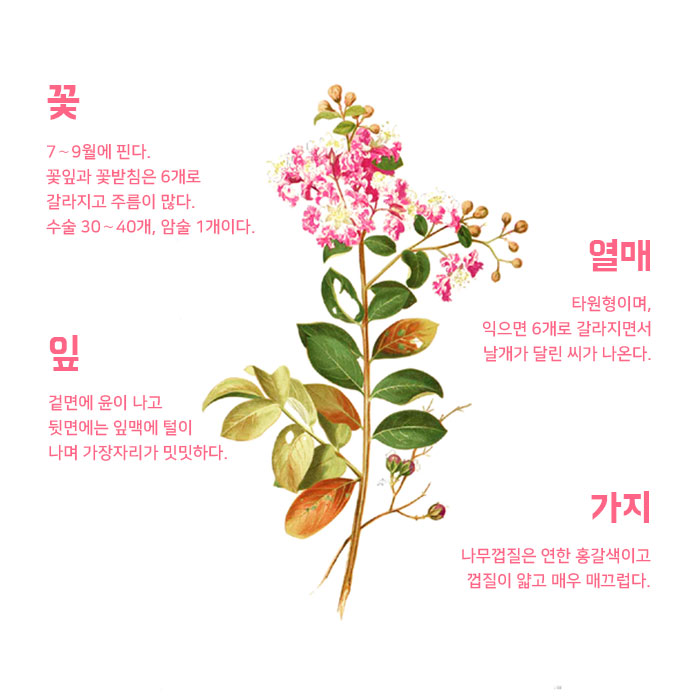 꽃
7~9월에 핀다.
꽃잎과 꽃받침은 6개로
갈라지고 주름이 많다.
수술 30~40개, 암술 1개이다.
열매
타원형이며,
익으면 6개로 갈라지면서
날개가 달린 씨가 나온다.
잎
겉면에 윤이 나고
뒷면에는 잎맥에 털이
나며 가장자리가 밋밋하다.
가지
나무껍질은 연한 홍갈색이고
껍질이 얇고 매우 매끄럽다.